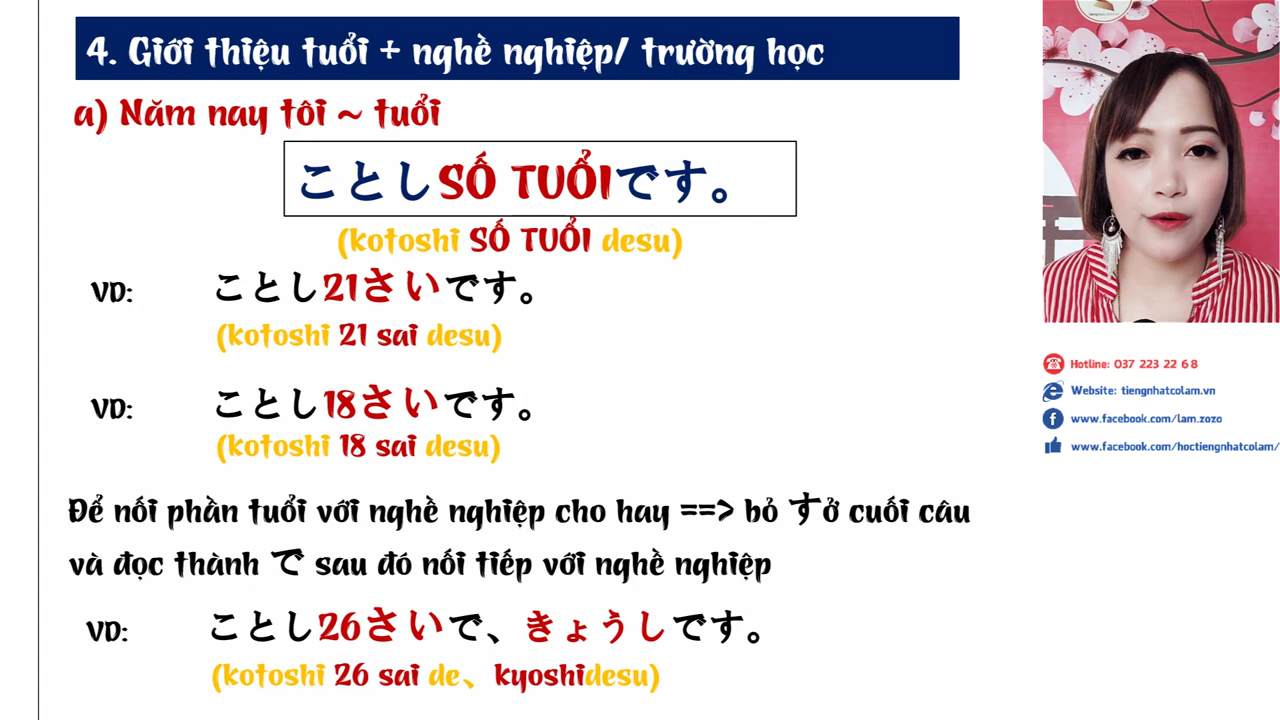 4. Giới thiệu tuổi + nghề nghiệp/ trường học
a) Năm nay tôi ~ tuổi
ことしSỐ TUỔIです。
(kotoshi SỐ TUỔI desu)
VD: ことし21さいです。
(kotoshi 21 sai desu)
VD: ことし18さいです。
(kotoshi 18 sai desu)
Để nối phần tuổi với nghề nghiệp cho hay ==> bỏ すở cuối câu
và đọc thành で sau đó nối tiếp với nghề nghiệp
VD: ことし26さいで、きょうしです。
(kotoshi 26 sai de、kyoshidesu)
Hotline: 037 223 22 68
Website: tiengnhatcolam.vn
www.facebook.com/lam.zozo
www.facebook.com/hoctiengnhatcolam/